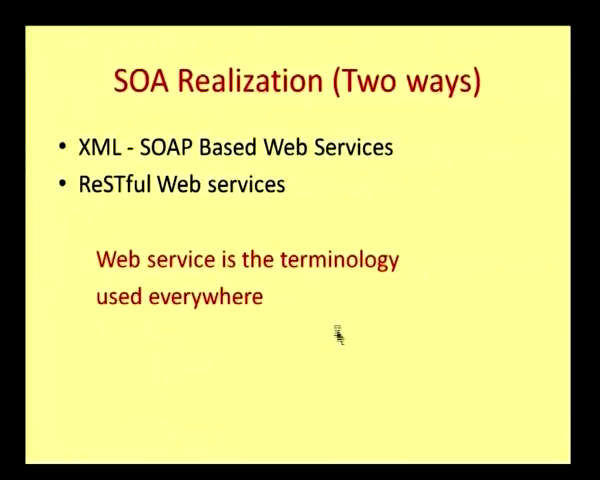 SOA Realization (Two ways)
• XML - SOAP Based Web Services
• ReSTful Web services
Web service is the terminology
used everywhere